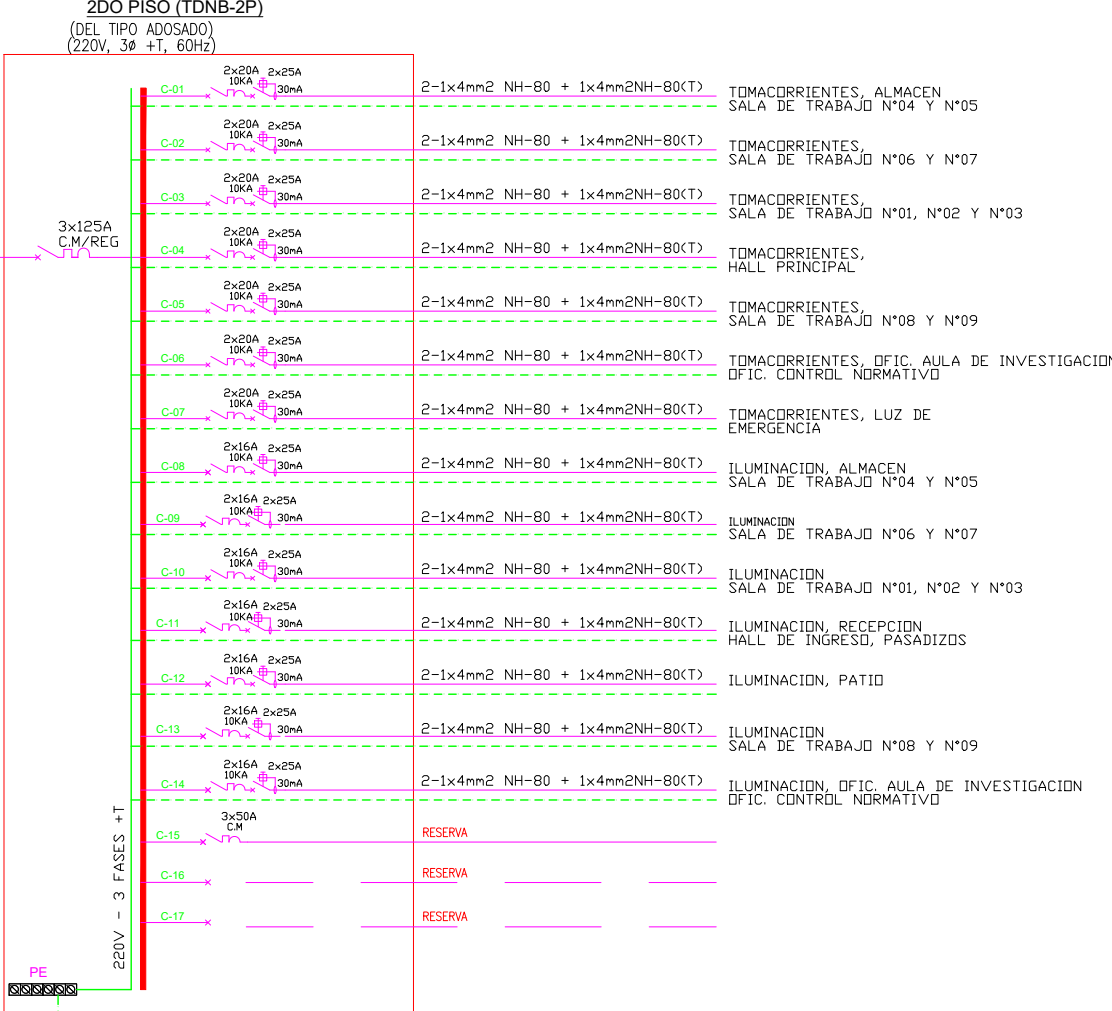 2DO PISO (TDNB-2P)
(DEL TIPO ADOSADO)
(220V, 3Ø +T, 60Hz)
3x125A
C.M/REG
C-01
2x20A 2x25A
10KA 30mA
2-1x4mm2 NH-80 + 1x4mm2NH-80(T)
TOMACORRIENTES, ALMACEN
SALA DE TRABAJO N°04 Y N°05
C-02
2x20A 2x25A
10KA 30mA
2-1x4mm2 NH-80 + 1x4mm2NH-80(T)
TOMACORRIENTES,
SALA DE TRABAJO N°06 Y N°07
C-03
2x20A 2x25A
10KA 30mA
2-1x4mm2 NH-80 + 1x4mm2NH-80(T)
TOMACORRIENTES,
SALA DE TRABAJO N°01, N°02 Y N°03
C-04
2x20A 2x25A
10KA 30mA
2-1x4mm2 NH-80 + 1x4mm2NH-80(T)
TOMACORRIENTES,
HALL PRINCIPAL
C-05
2x20A 2x25A
10KA 30mA
2-1x4mm2 NH-80 + 1x4mm2NH-80(T)
TOMACORRIENTES,
SALA DE TRABAJO N°08 Y N°09
C-06
2x20A 2x25A
10KA 30mA
2-1x4mm2 NH-80 + 1x4mm2NH-80(T)
TOMACORRIENTES, OFIC. AULA DE INVESTIGACION
OFIC. CONTROL NORMATIVO
C-07
2x20A 2x25A
10KA 30mA
2-1x4mm2 NH-80 + 1x4mm2NH-80(T)
TOMACORRIENTES, LUZ DE
EMERGENCIA
C-08
2x16A 2x25A
10KA 30mA
2-1x4mm2 NH-80 + 1x4mm2NH-80(T)
ILUMINACION, ALMACEN
SALA DE TRABAJO N°04 Y N°05
C-09
2x16A 2x25A
10KA 30mA
2-1x4mm2 NH-80 + 1x4mm2NH-80(T)
ILUMINACION
SALA DE TRABAJO N°06 Y N°07
C-10
2x16A 2x25A
10KA 30mA
2-1x4mm2 NH-80 + 1x4mm2NH-80(T)
ILUMINACION
SALA DE TRABAJO N°01, N°02 Y N°03
C-11
2x16A 2x25A
10KA 30mA
2-1x4mm2 NH-80 + 1x4mm2NH-80(T)
ILUMINACION, RECEPCION
HALL DE INGRESO, PASADIZOS
C-12
2x16A 2x25A
10KA 30mA
2-1x4mm2 NH-80 + 1x4mm2NH-80(T)
ILUMINACION, PATIO
C-13
2x16A 2x25A
10KA 30mA
2-1x4mm2 NH-80 + 1x4mm2NH-80(T)
ILUMINACION
SALA DE TRABAJO N°08 Y N°09
C-14
2x16A 2x25A
10KA 30mA
2-1x4mm2 NH-80 + 1x4mm2NH-80(T)
ILUMINACION, OFIC. AULA DE INVESTIGACION
OFIC. CONTROL NORMATIVO
C-15
3x50A
C.M
RESERVA
C-16
RESERVA
C-17
RESERVA
220V - 3 FASES +T
PE